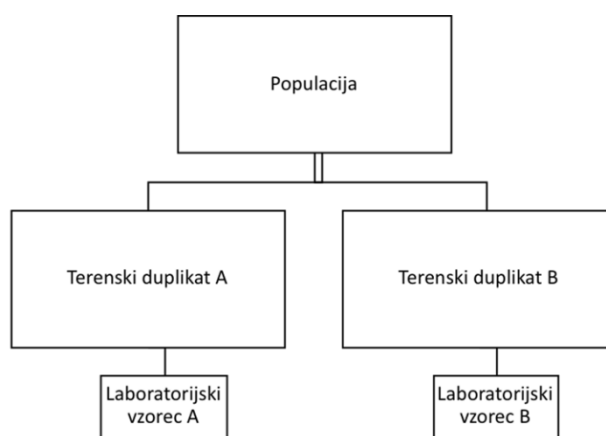 Populacija
Terenski duplikat A
Terenski duplikat B
Laboratorijski
vzorec A
Laboratorijski
vzorec B